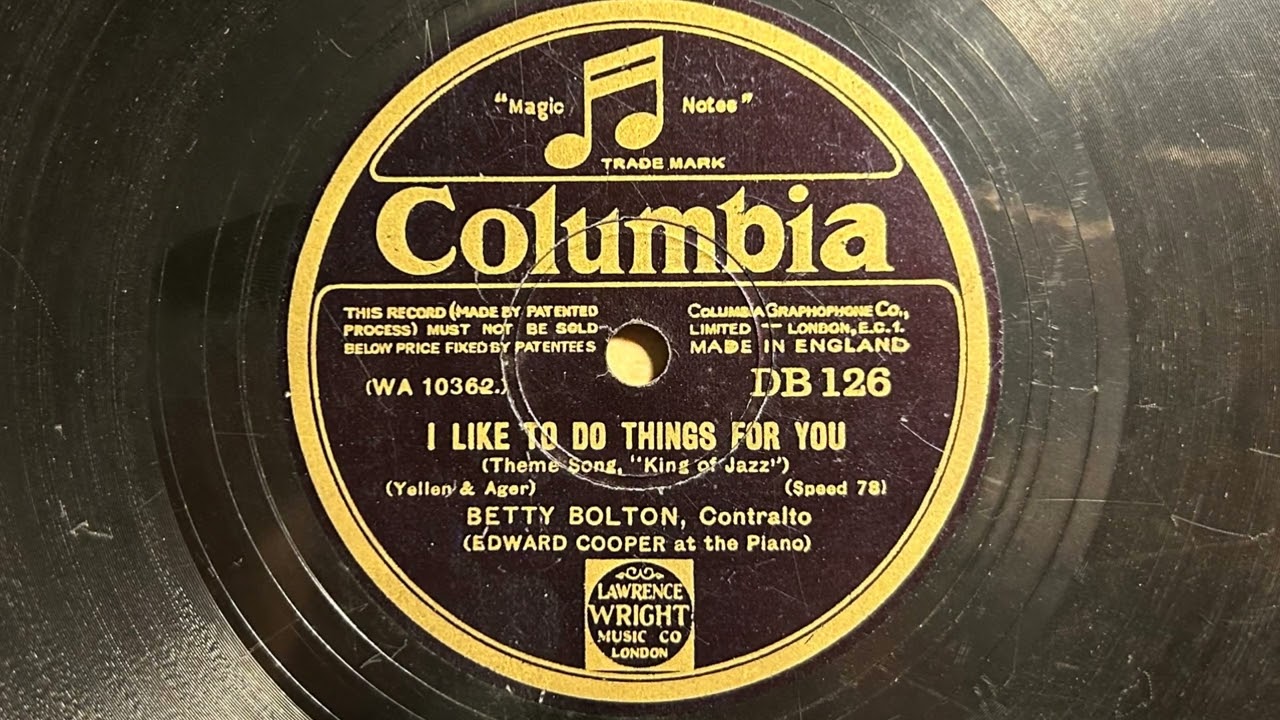 "Magic Notes"
TRADE MARK
Columbia
THIS RECORD (MADE BY PATENTED
PROCESS) MUST NOT BE SOLD
BELOW PRICE FIXED BY PATENTEES
COLUMBIA GRAPHOPHONE CO.,
LIMITED — LONDON, E.C.1.
MADE IN ENGLAND
(WA 10362.)
DB 126
I LIKE TO DO THINGS FOR YOU
(Theme Song, "King of Jazz")
(Yellen & Ager)
(Speed 78)
BETTY BOLTON, Contralto
(EDWARD COOPER at the Piano)
LAWRENCE
WRIGHT
MUSIC CO
LONDON